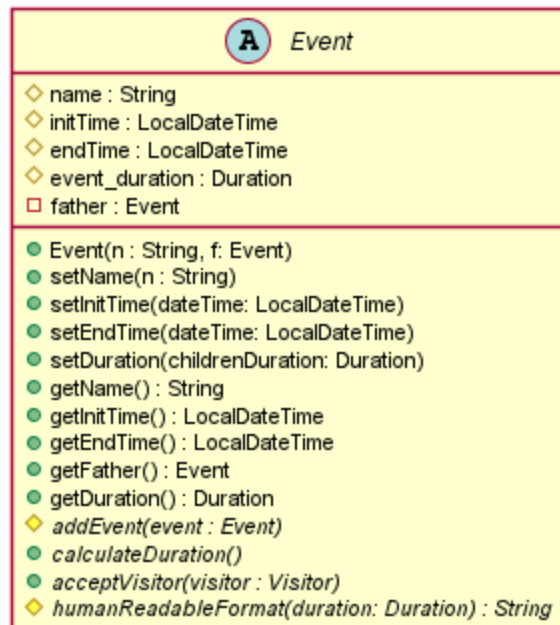 A Event
name : String
initTime : LocalDateTime
endTime : LocalDateTime
event_duration : Duration
father : Event
Event(n : String, f: Event)
setName(n : String)
setInitTime(dateTime: LocalDateTime)
setEndTime(dateTime: LocalDateTime)
setDuration(childrenDuration: Duration)
getName() : String
getInitTime() : LocalDateTime
getEndTime() : LocalDateTime
getFather() : Event
getDuration() : Duration
addEvent(event : Event)
calculateDuration()
acceptVisitor(visitor : Visitor)
humanReadableFormat(duration: Duration) : String